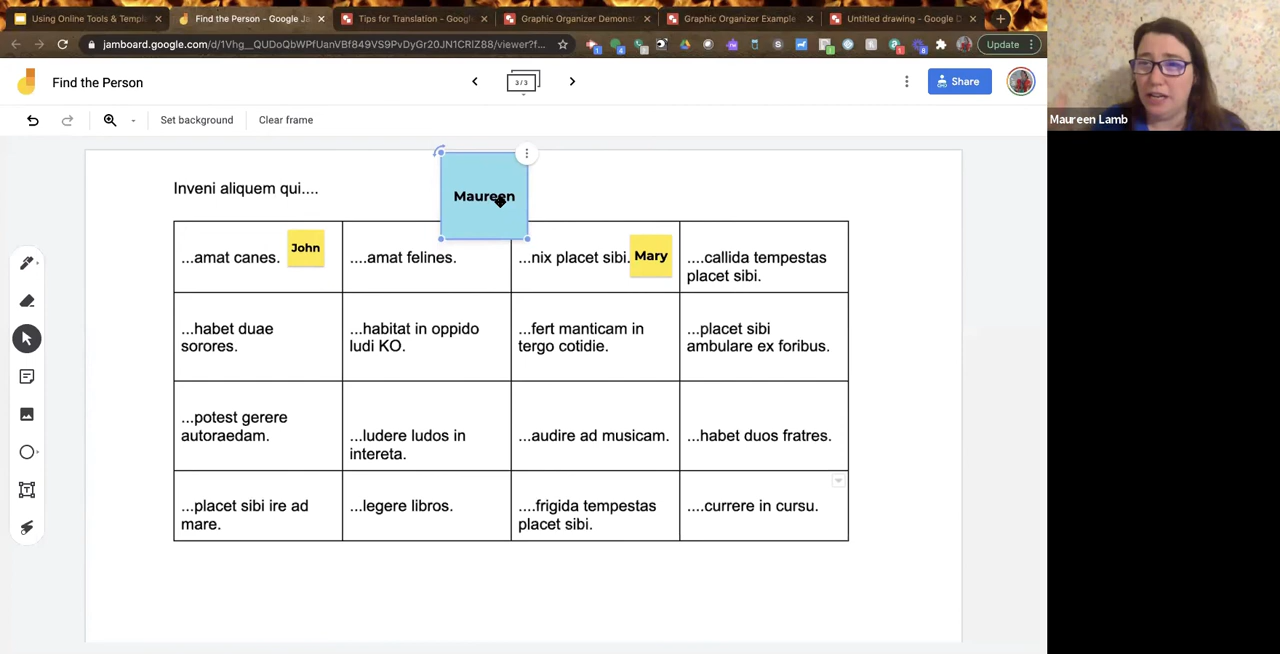 Using Online Tools & Templ
Find the Person - Google Ja
Tips for Translation - Googl
Graphic Organizer Demonst
Graphic Organizer Example
Untitled drawing - Google D
jamboard.google.com/d/1Vhg__QUDoQbWPfUanVBf849VS9PvDyGr20JN1CRIZ88/viewer?f...
Update
Find the Person
3 / 3
Share
Set background
Clear frame
Maureen Lamb
Maureen
Inveni aliquem qui....
...amat canes.
John
....amat felines.
...nix placet sibi.
Mary
....callida tempestas
placet sibi.
...habet duae
sorores.
...habitat in oppido
ludi KO.
...fert manticam in
tergo cotidie.
...placet sibi
ambulare ex foribus.
...potest gerere
autoraedam.
...ludere ludos in
intereta.
...audire ad musicam.
...habet duos fratres.
...placet sibi ire ad
mare.
...legere libros.
....frigida tempestas
placet sibi.
....currere in cursu.